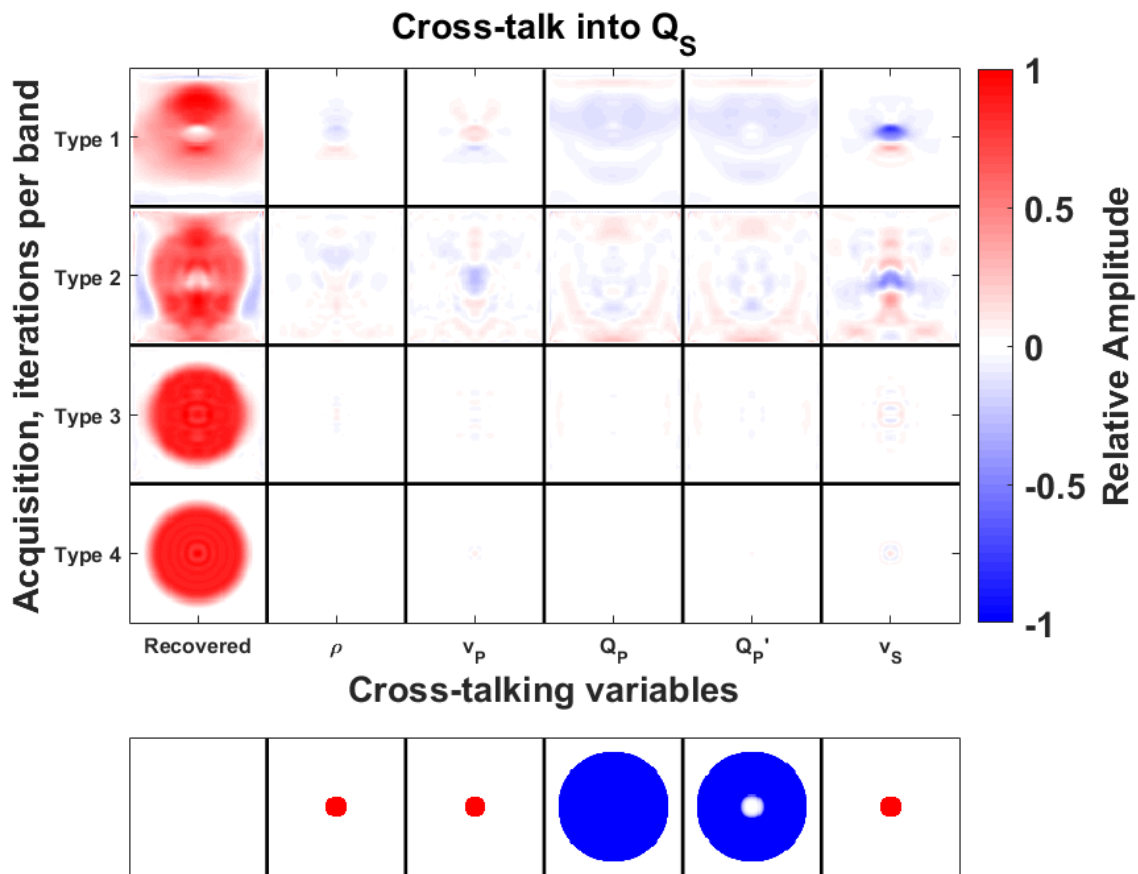 Cross-talk into Q_S
Acquisition, iterations per band
Type 1
Type 2
Type 3
Type 4
Recovered ρ v_P Q_P Q_P' v_S
Cross-talking variables
1
0.5
0
-0.5
-1
Relative Amplitude